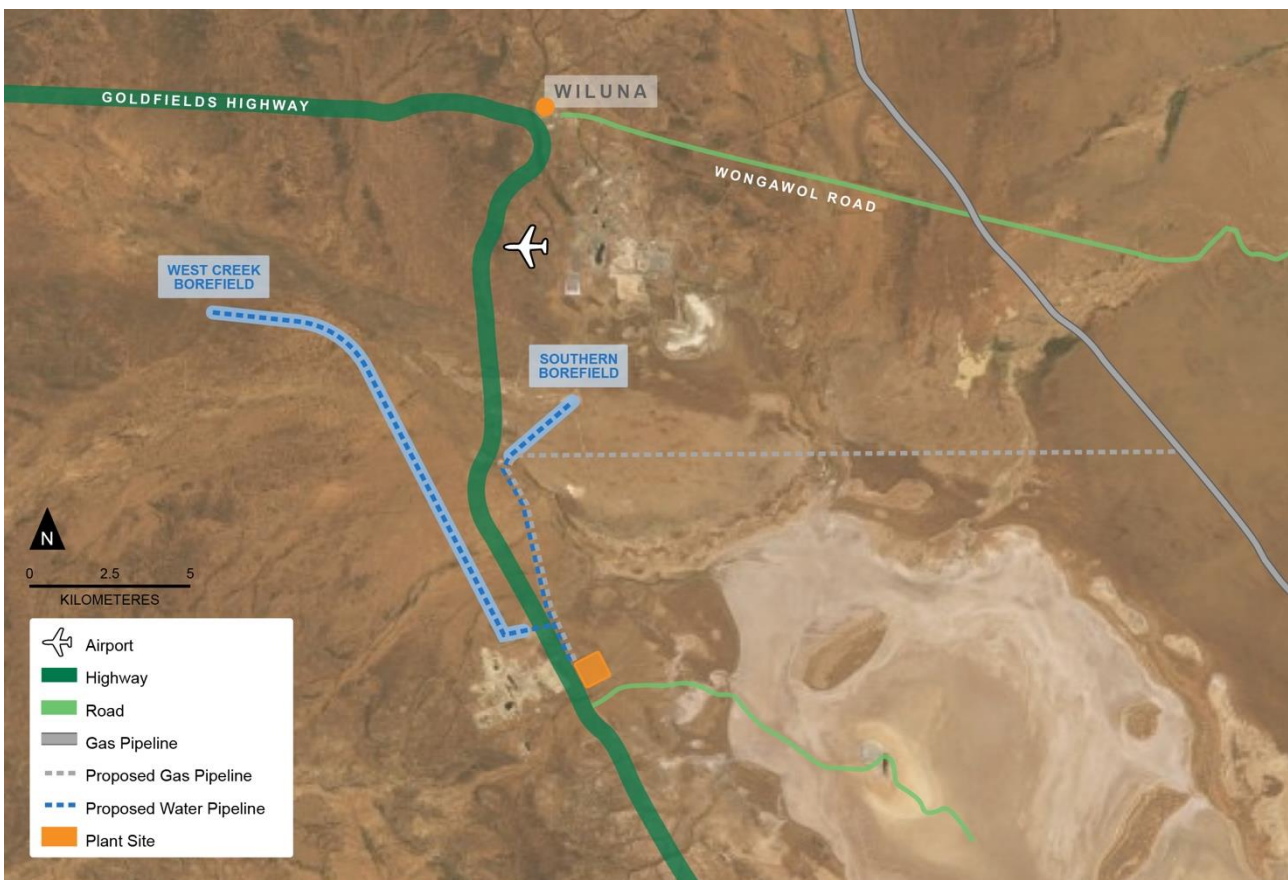 GOLDFIELDS HIGHWAY
WILUNA
WONGAWOL ROAD
WEST CREEK
BOREFIELD
SOUTHERN
BOREFIELD
N
0 2.5 5
KILOMETERES
Airport
Highway
Road
Gas Pipeline
Proposed Gas Pipeline
Proposed Water Pipeline
Plant Site